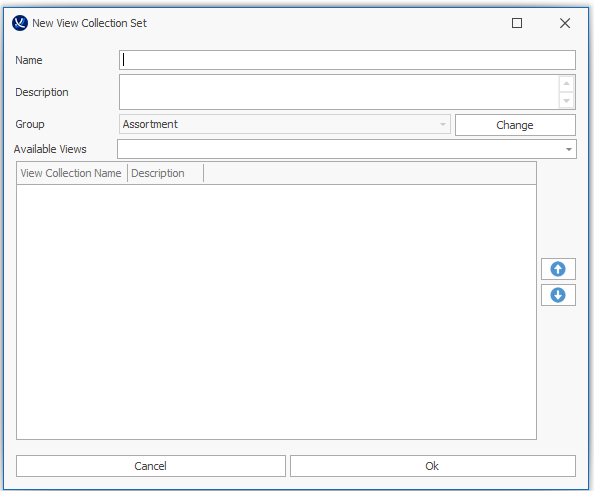 New View Collection Set
Name
Description
Group Assortment Change
Available Views
View Collection Name Description
Cancel Ok